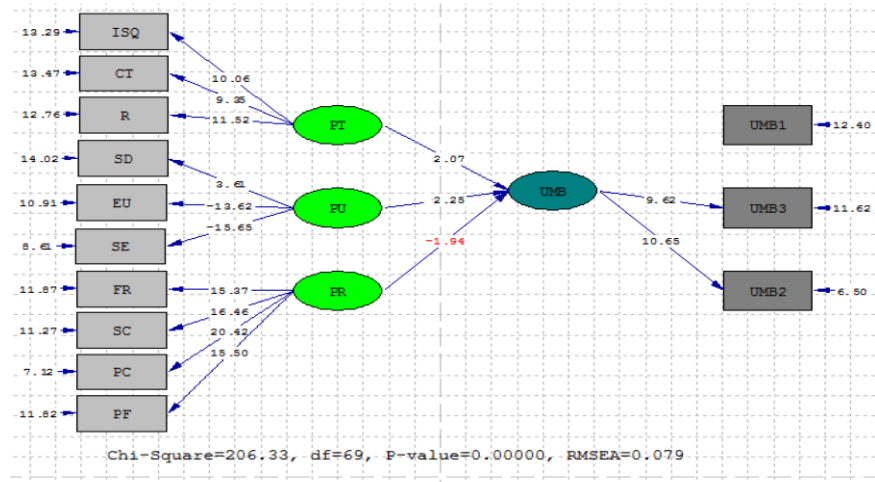 13.29 ISQ
10.06
13.47 CT
9.35
12.76 R 11.52 PT UMB1 12.40
14.02 SD 2.07
3.61 UMB
10.91 EU -13.62 PU 2.25 9.62 UMB3 11.62
-15.65
8.61 SE -1.94 10.65
11.87 FR 15.37 PR UMB2 6.50
16.46
11.27 SC
20.42
15.50
7.12 PC
11.82 PF
Chi-Square=206.33, df=69, P-value=0.00000, RMSEA=0.079